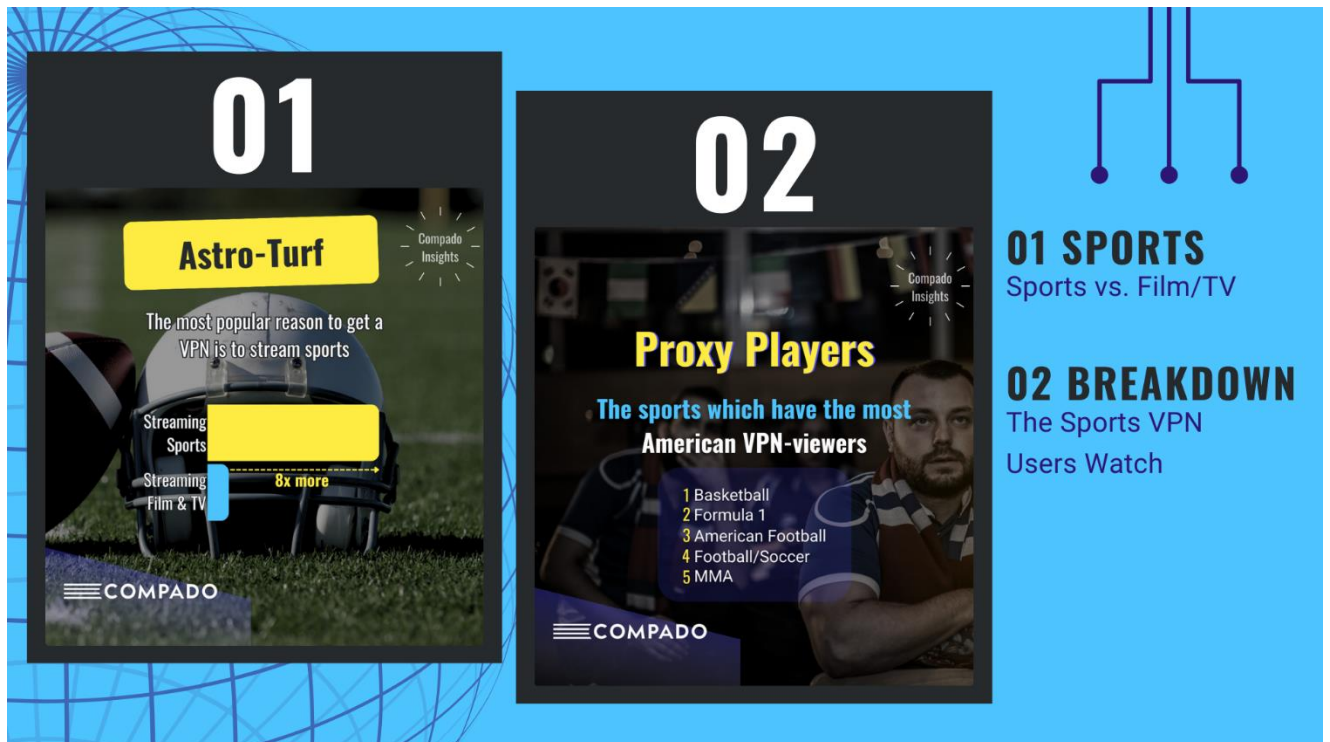 01
Astro-Turf
Compado
Insights
The most popular reason to get a
VPN is to stream sports
Streaming
Sports
8x more
Streaming
Film & TV
COMPADO
02
Compado
Insights
Proxy Players
The sports which have the most
American VPN-viewers
1 Basketball
2 Formula 1
3 American Football
4 Football/Soccer
5 MMA
COMPADO
01 SPORTS
Sports vs. Film/TV
02 BREAKDOWN
The Sports VPN
Users Watch